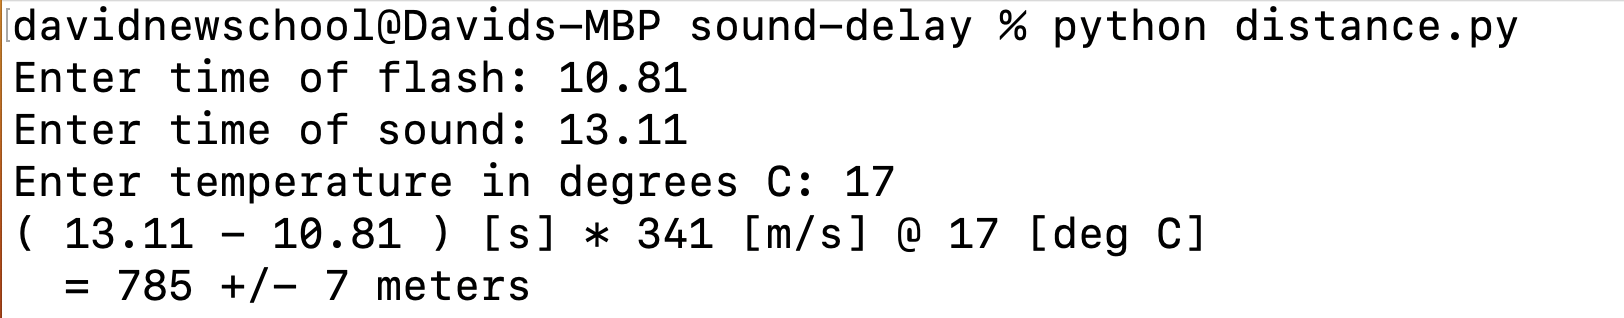 davidnewschool@Davids-MBP sound-delay % python distance.py
Enter time of flash: 10.81
Enter time of sound: 13.11
Enter temperature in degrees C: 17
( 13.11 - 10.81 ) [s] * 341 [m/s] @ 17 [deg C]
  = 785 +/- 7 meters